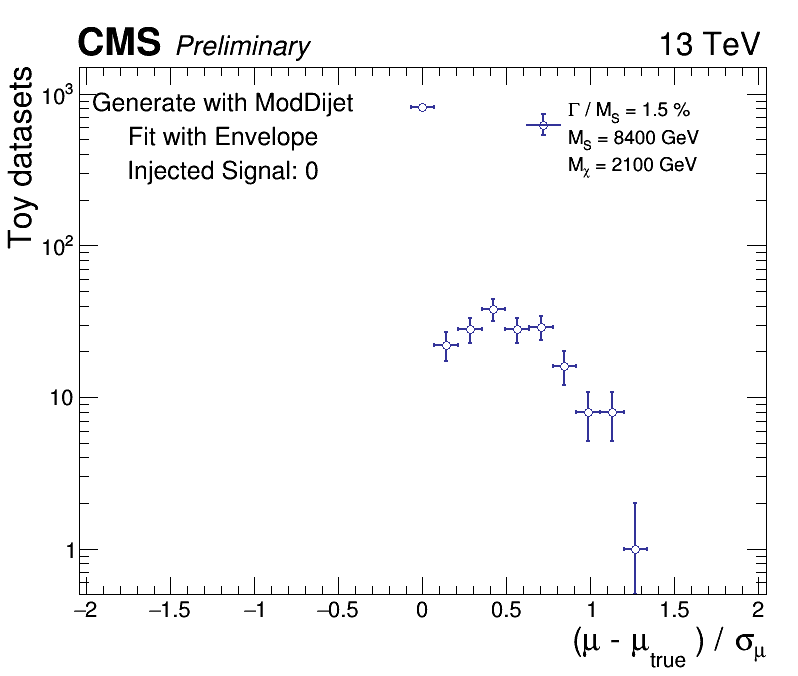 CMS Preliminary 13 TeV
Toy datasets
Generate with ModDijet
Fit with Envelope
Injected Signal: 0
Γ / M_S = 1.5 %
M_S = 8400 GeV
M_χ = 2100 GeV
10³
10²
10
1
−2 −1.5 −1 −0.5 0 0.5 1 1.5 2
(μ - μ_true ) / σ_μ